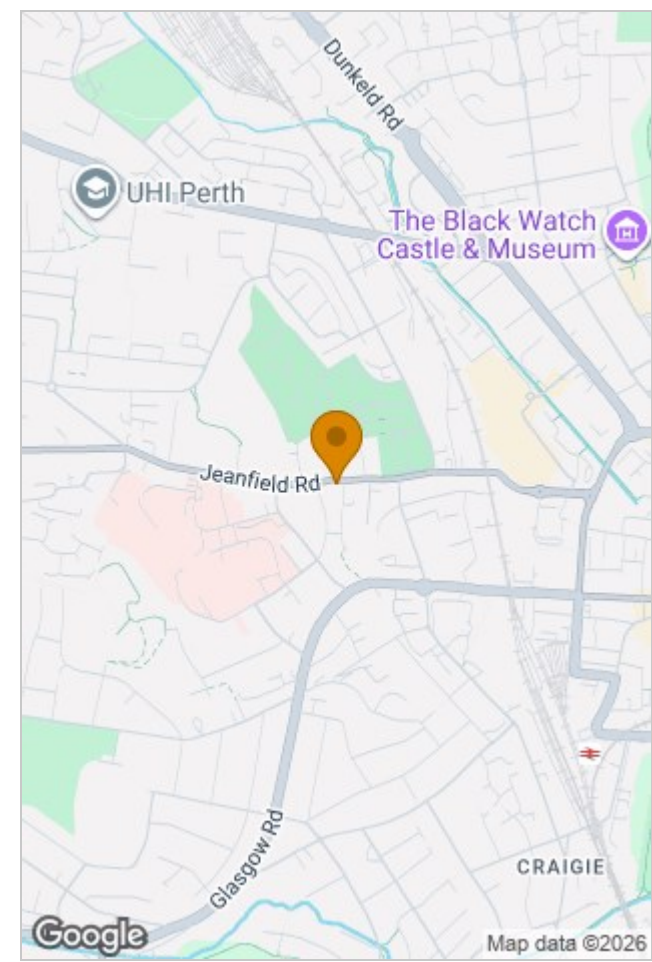 Dunkeld Rd
UHI Perth
The Black Watch
Castle & Museum
Jeanfield Rd
Glasgow Rd
CRAIGIE
Google
Map data ©2026